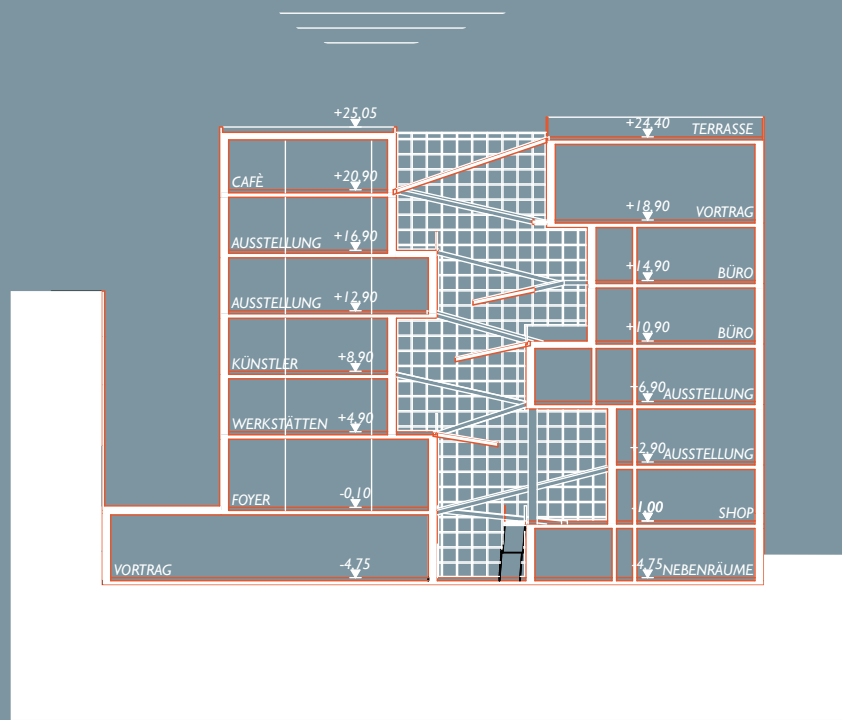 +25,05
+24,40 TERRASSE
CAFÈ +20,90
+18,90 VORTRAG
AUSSTELLUNG +16,90
+14,90 BÜRO
AUSSTELLUNG +12,90
+10,90 BÜRO
KÜNSTLER +8,90
+6,90 AUSSTELLUNG
WERKSTÄTTEN +4,90
+2,90 AUSSTELLUNG
FOYER -0,10
-1,00 SHOP
VORTRAG -4,75
-4,75 NEBENRÄUME